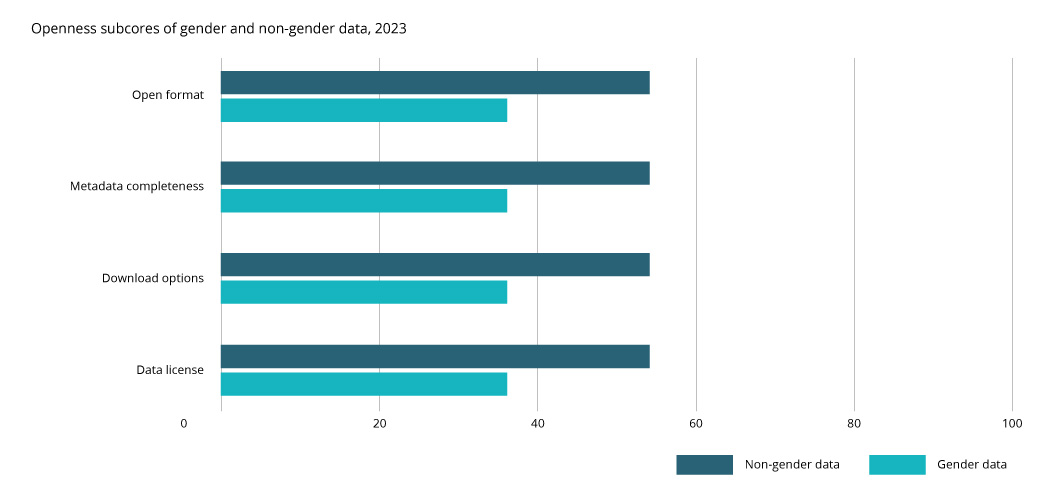 Openness subcores of gender and non-gender data, 2023
Open format
Metadata completeness
Download options
Data license
0 20 40 60 80 100
Non-gender data Gender data